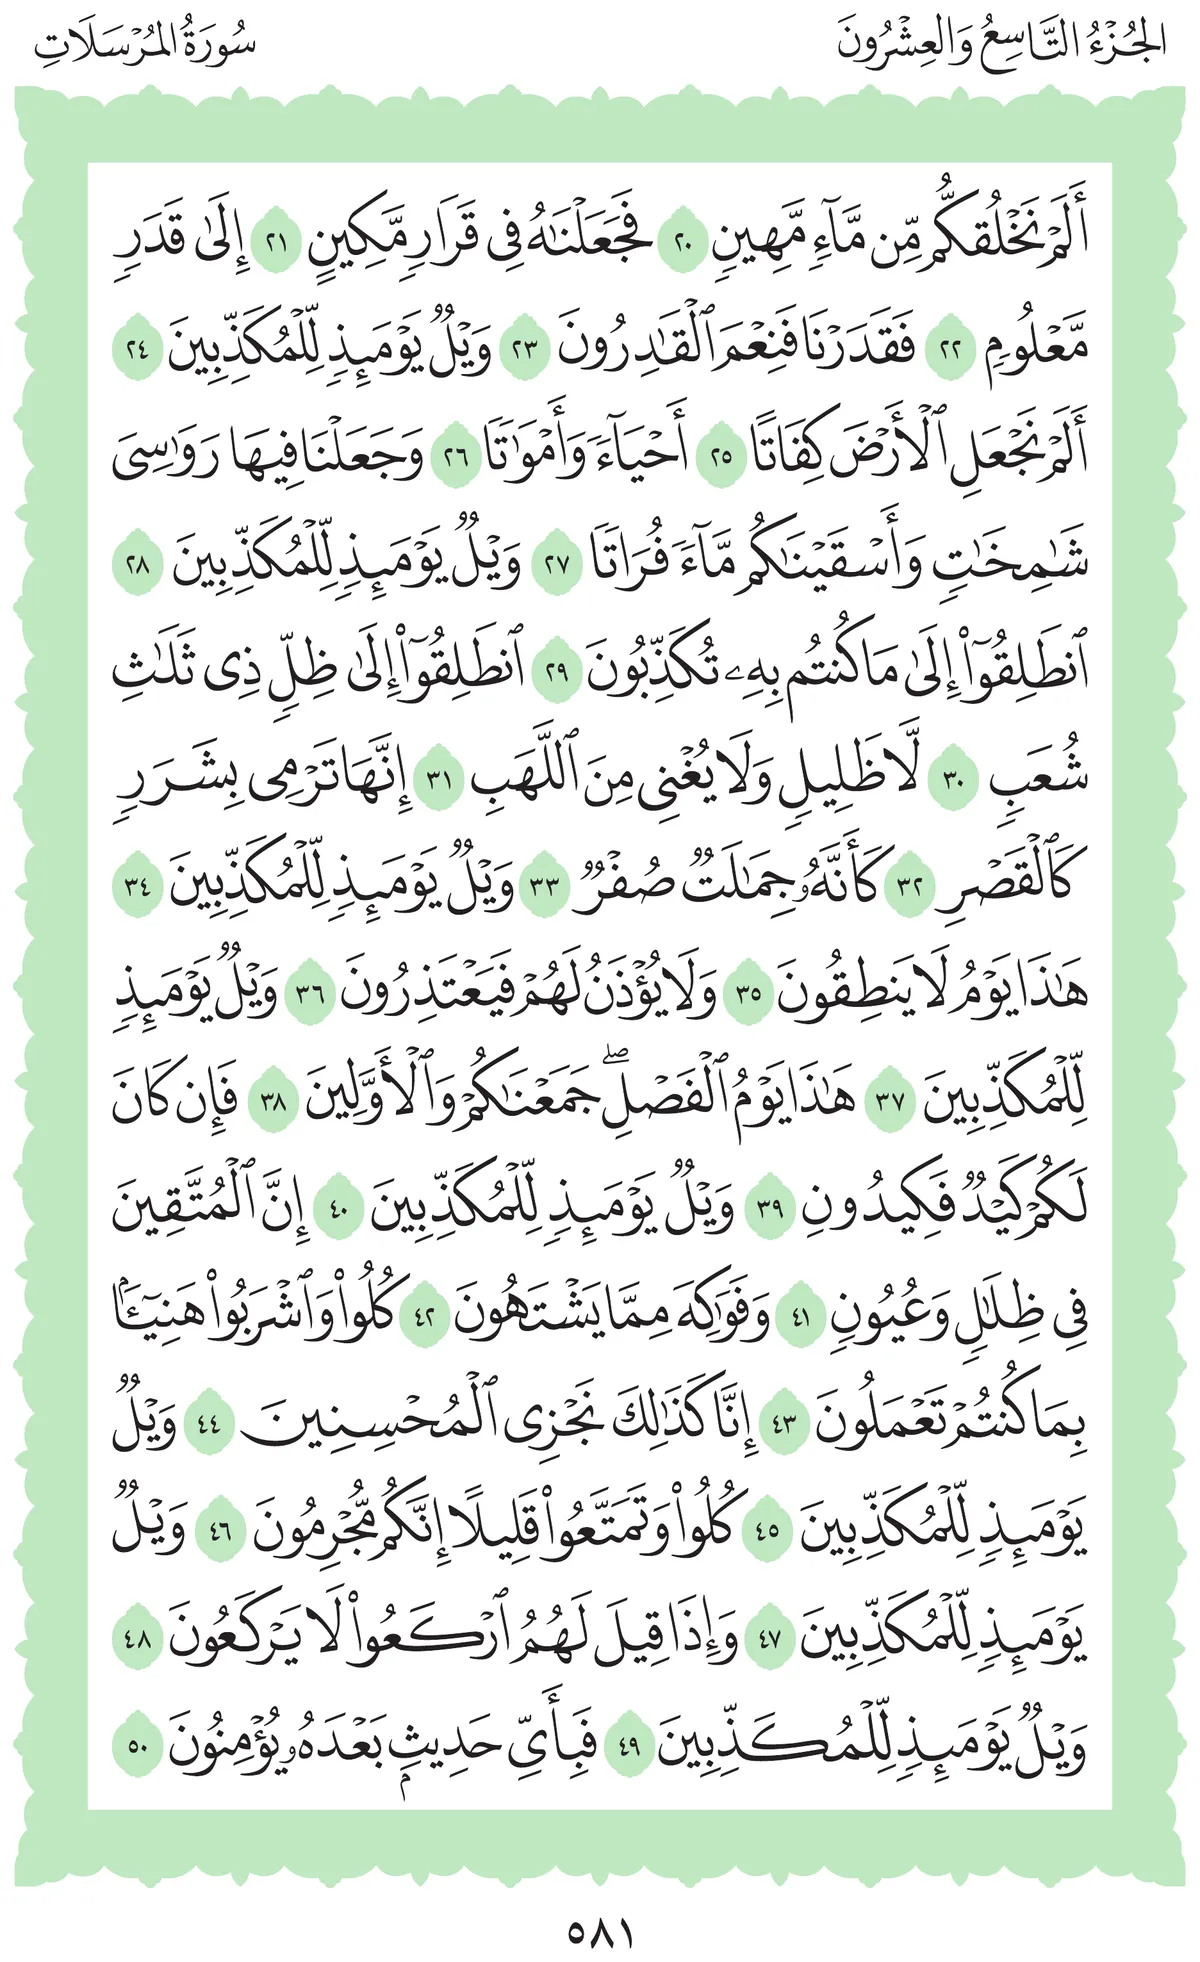 الجُزْءُ التَّاسِعُ وَالعِشْرُونَ
سُورَةُ المُرْسَلَاتِ
أَلَمْ نَخْلُقكُّم مِّن مَّآءٖ مَّهِينٖ ٢٠ فَجَعَلْنَٰهُ فِى قَرَارٖ مَّكِينٍ ٢١ إِلَىٰ قَدَرٖ
مَّعْلُومٖ ٢٢ فَقَدَرْنَا فَنِعْمَ ٱلْقَٰدِرُونَ ٢٣ وَيْلٌ يَوْمَئِذٖ لِّلْمُكَذِّبِينَ ٢٤
أَلَمْ نَجْعَلِ ٱلْأَرْضَ كِفَاتًا ٢٥ أَحْيَآءٗ وَأَمْوَٰتٗا ٢٦ وَجَعَلْنَا فِيهَا رَوَٰسِىَ
شَٰمِخَٰتٖ وَأَسْقَيْنَٰكُم مَّآءٗ فُرَاتٗا ٢٧ وَيْلٌ يَوْمَئِذٖ لِّلْمُكَذِّبِينَ ٢٨
ٱنطَلِقُوٓا۟ إِلَىٰ مَا كُنتُم بِهِۦ تُكَذِّبُونَ ٢٩ ٱنطَلِقُوٓا۟ إِلَىٰ ظِلّٖ ذِى ثَلَٰثِ
شُعَبٖ ٣٠ لَّا ظَلِيلٖ وَلَا يُغْنِى مِنَ ٱللَّهَبِ ٣١ إِنَّهَا تَرْمِى بِشَرَرٖ
كَٱلْقَصْرِ ٣٢ كَأَنَّهُۥ جِمَٰلَتٌ صُفْرٌ ٣٣ وَيْلٌ يَوْمَئِذٖ لِّلْمُكَذِّبِينَ ٣٤
هَٰذَا يَوْمُ لَا يَنطِقُونَ ٣٥ وَلَا يُؤْذَنُ لَهُمْ فَيَعْتَذِرُونَ ٣٦ وَيْلٌ يَوْمَئِذٖ
لِّلْمُكَذِّبِينَ ٣٧ هَٰذَا يَوْمُ ٱلْفَصْلِۖ جَمَعْنَٰكُمْ وَٱلْأَوَّلِينَ ٣٨ فَإِن كَانَ
لَكُمْ كَيْدٌ فَكِيدُونِ ٣٩ وَيْلٌ يَوْمَئِذٖ لِّلْمُكَذِّبِينَ ٤٠ إِنَّ ٱلْمُتَّقِينَ
فِى ظِلَٰلٖ وَعُيُونٖ ٤١ وَفَوَٰكِهَ مِمَّا يَشْتَهُونَ ٤٢ كُلُوا۟ وَٱشْرَبُوا۟ هَنِيٓـَٔۢا
بِمَا كُنتُمْ تَعْمَلُونَ ٤٣ إِنَّا كَذَٰلِكَ نَجْزِى ٱلْمُحْسِنِينَ ٤٤ وَيْلٌ
يَوْمَئِذٖ لِّلْمُكَذِّبِينَ ٤٥ كُلُوا۟ وَتَمَتَّعُوا۟ قَلِيلًا إِنَّكُم مُّجْرِمُونَ ٤٦ وَيْلٌ
يَوْمَئِذٖ لِّلْمُكَذِّبِينَ ٤٧ وَإِذَا قِيلَ لَهُمُ ٱرْكَعُوا۟ لَا يَرْكَعُونَ ٤٨
وَيْلٌ يَوْمَئِذٖ لِّلْمُكَذِّبِينَ ٤٩ فَبِأَىِّ حَدِيثِۭ بَعْدَهُۥ يُؤْمِنُونَ ٥٠
٥٨١